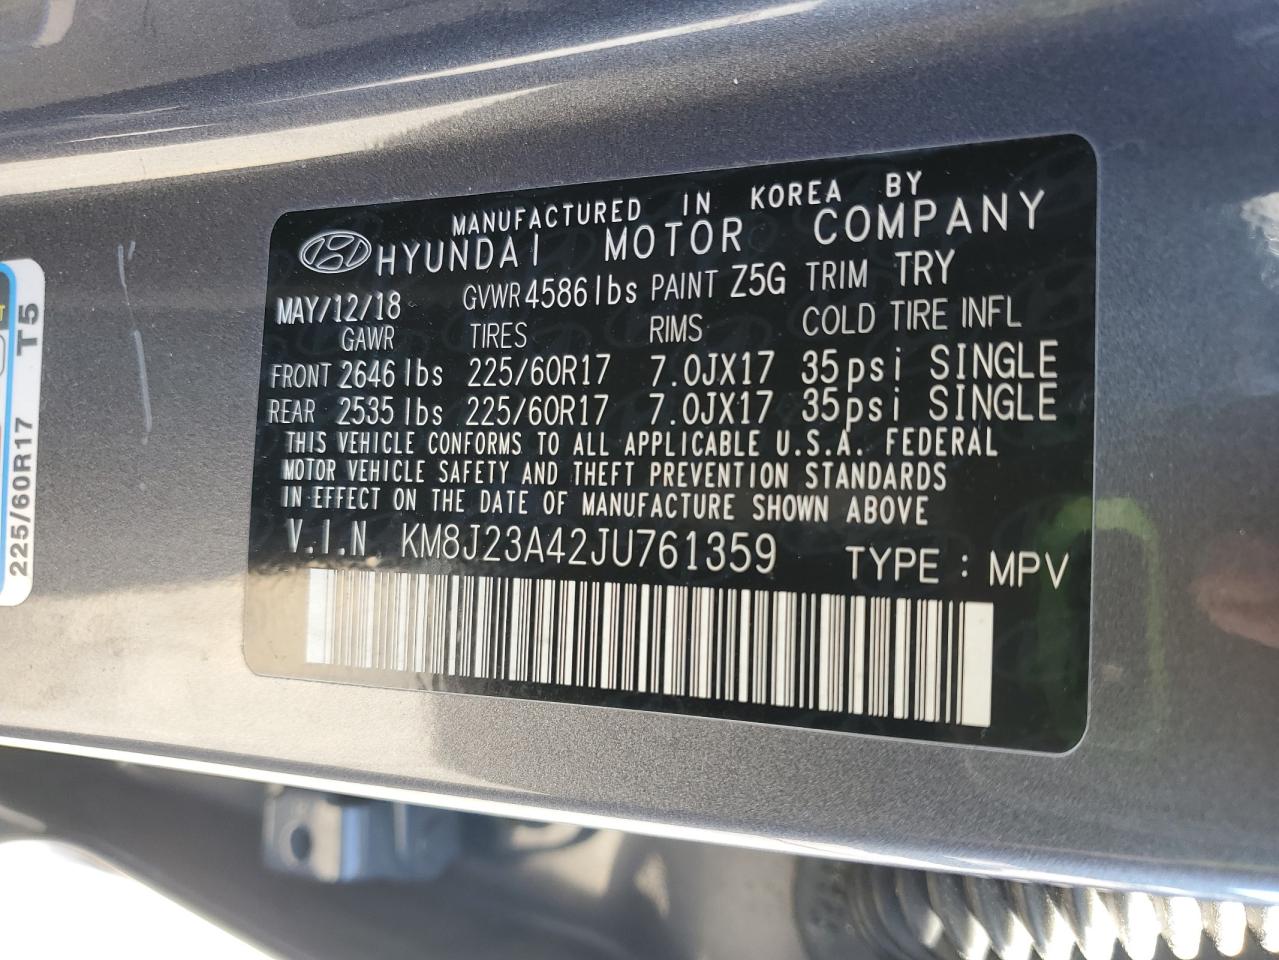 MANUFACTURED IN KOREA BY
HYUNDAI MOTOR COMPANY
MAY/12/18 GVWR 4586 lbs PAINT Z5G TRIM TRY
GAWR TIRES RIMS COLD TIRE INFL
FRONT 2646 lbs 225/60R17 7.0JX17 35 psi SINGLE
REAR 2535 lbs 225/60R17 7.0JX17 35psi SINGLE
THIS VEHICLE CONFORMS TO ALL APPLICABLE U.S.A. FEDERAL
MOTOR VEHICLE SAFETY AND THEFT PREVENTION STANDARDS
IN EFFECT ON THE DATE OF MANUFACTURE SHOWN ABOVE
V.I.N KM8J23A42JU761359 TYPE : MPV
225/60R17 T5